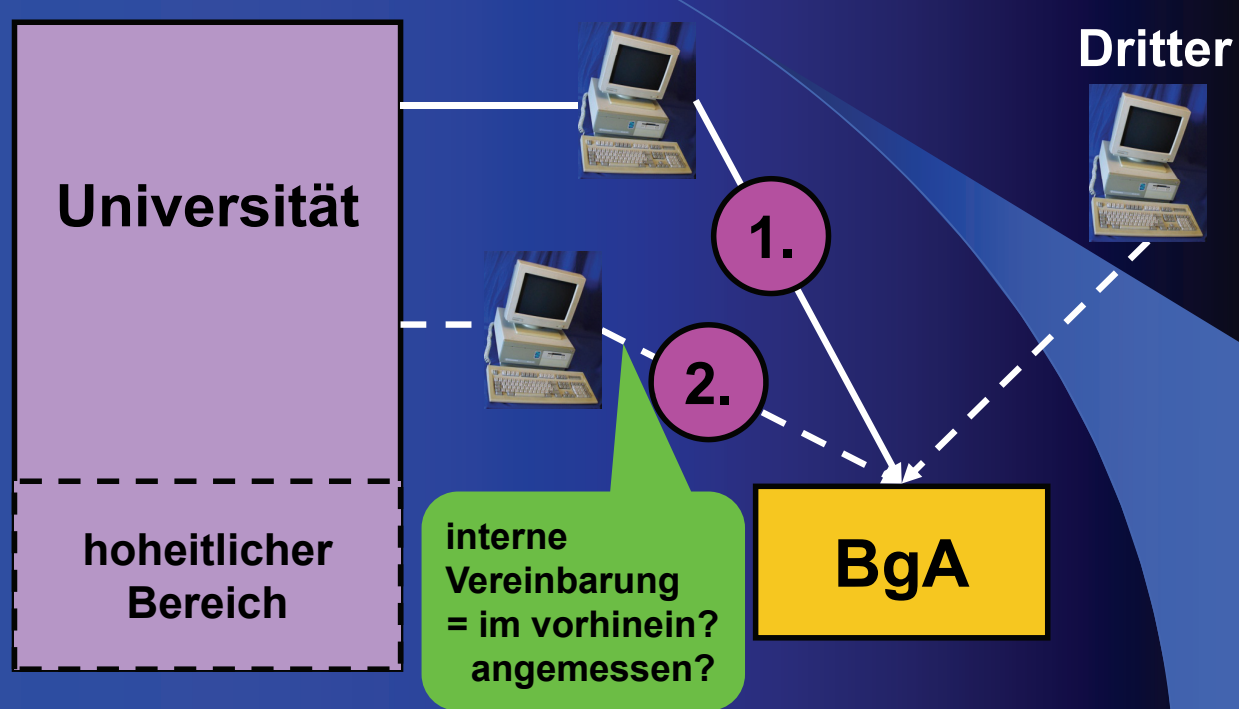 Dritter
Universität
1.
2.
hoheitlicher
Bereich
interne
Vereinbarung
= im vorhinein?
angemessen?
BgA